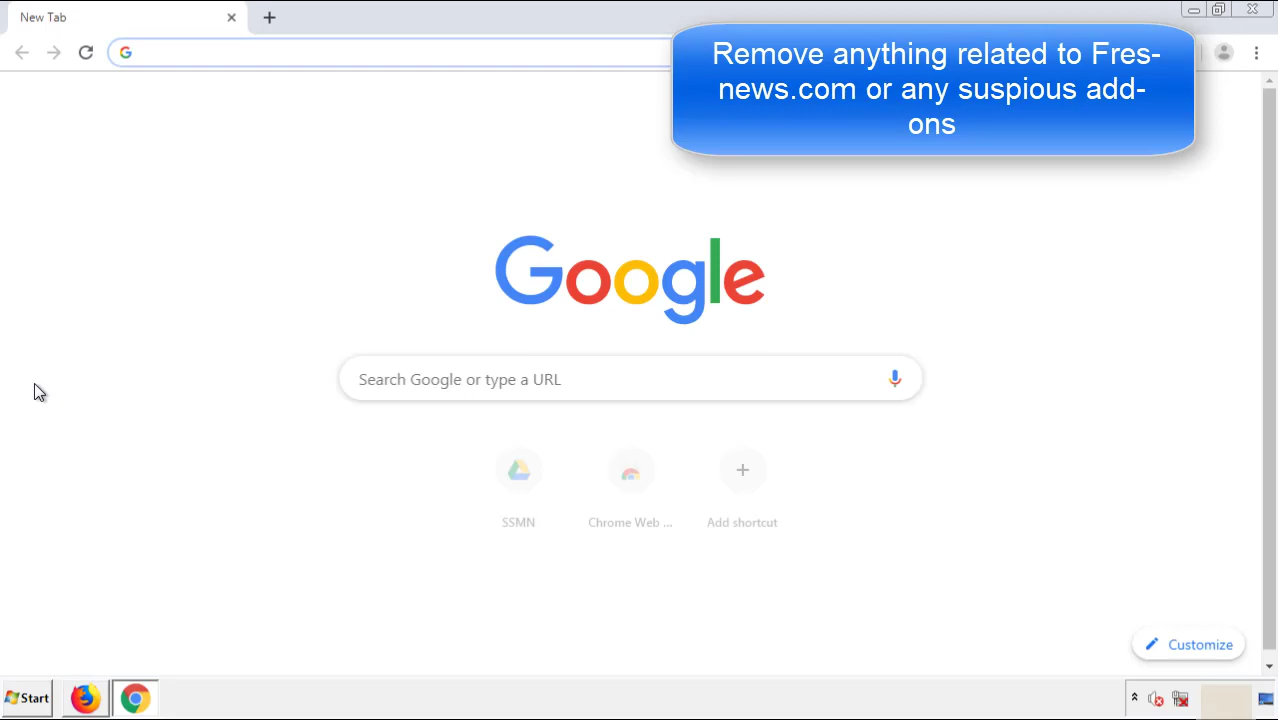 New Tab
Remove anything related to Fres-
news.com or any suspious add-
ons
Google
Search Google or type a URL
SSMN
Chrome Web ...
Add shortcut
Customize
Start